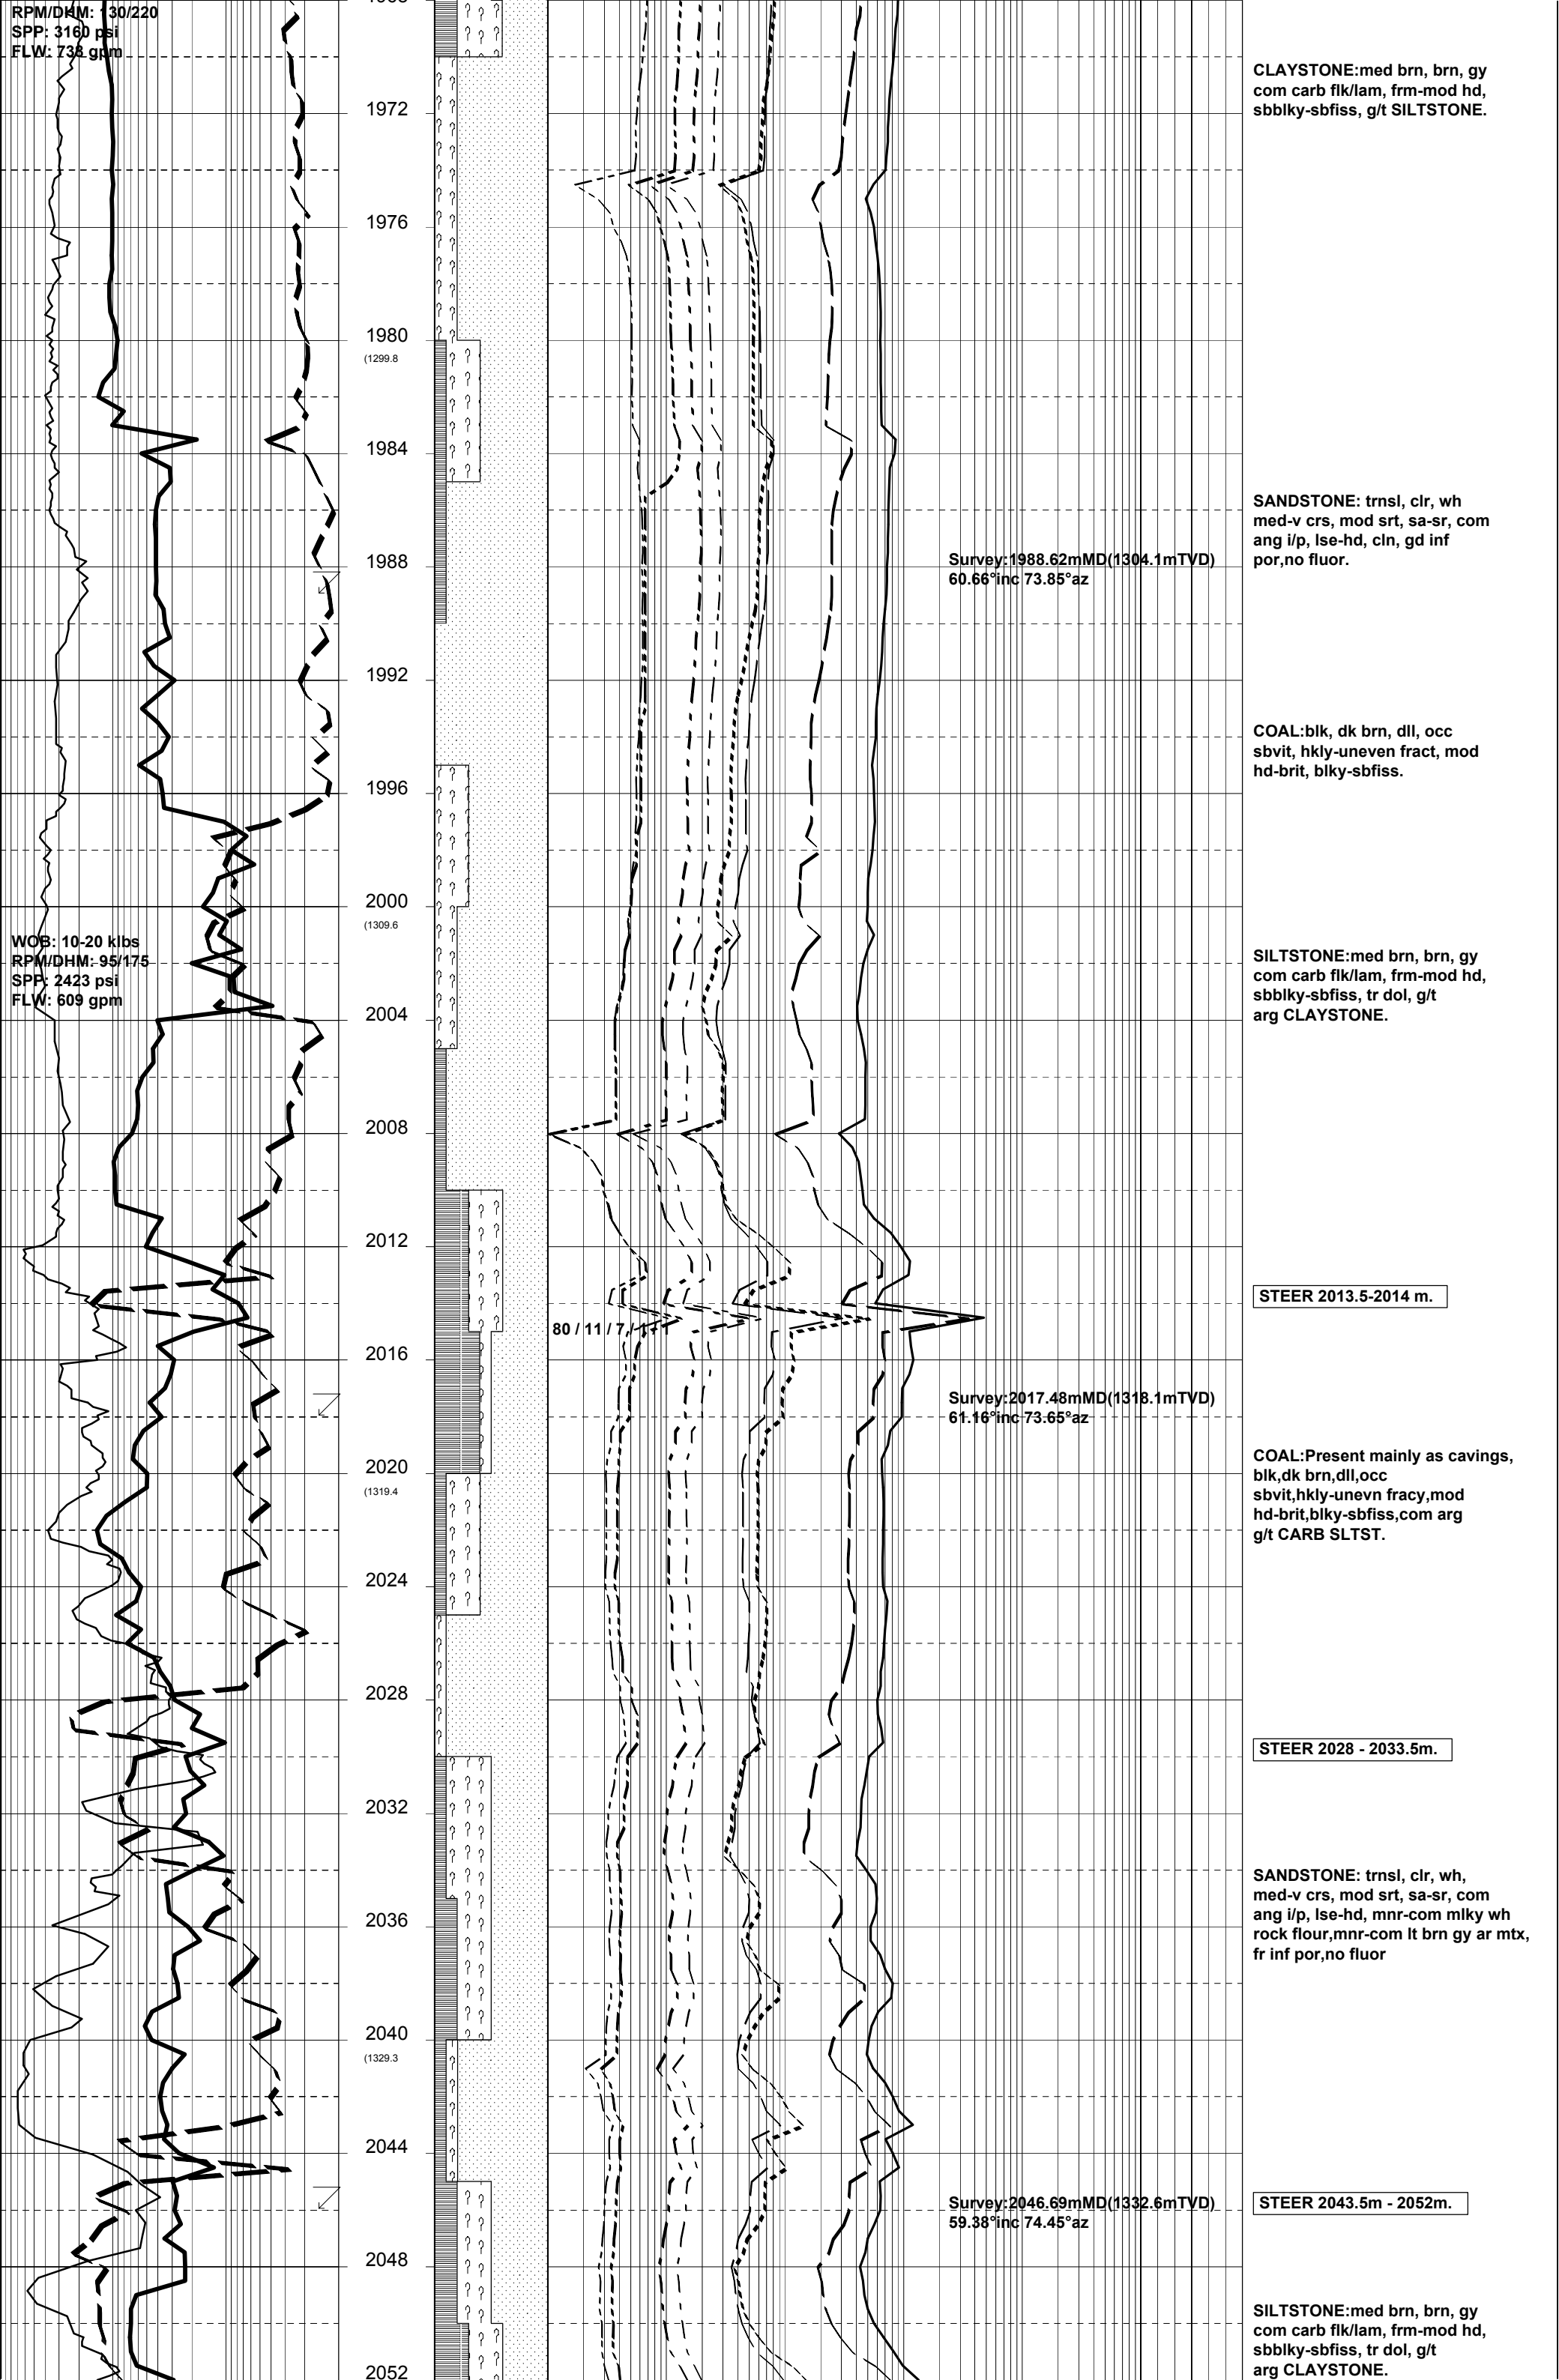 RPM/DHM: 130/220
SPP: 3160 psi
FLW: 738 gpm
CLAYSTONE:med brn, brn, gy
com carb flk/lam, frm-mod hd,
sbblky-sbfiss, g/t SILTSTONE.
1972
1976
1980
(1299.8
1984
SANDSTONE: trnsl, clr, wh
med-v crs, mod srt, sa-sr, com
ang i/p, lse-hd, cln, gd inf
por,no fluor.
Survey:1988.62mMD(1304.1mTVD)
60.66°inc 73.85°az
1988
1992
COAL:blk, dk brn, dll, occ
sbvit, hkly-uneven fract, mod
hd-brit, blky-sbfiss.
1996
2000
(1309.6
WOB: 10-20 klbs
RPM/DHM: 95/175
SPP: 2423 psi
FLW: 609 gpm
SILTSTONE:med brn, brn, gy
com carb flk/lam, frm-mod hd,
sbblky-sbfiss, tr dol, g/t
arg CLAYSTONE.
2004
2008
2012
STEER 2013.5-2014 m.
80 / 11 / 7 / 1 / 1
2016
Survey:2017.48mMD(1318.1mTVD)
61.16°inc 73.65°az
2020
(1319.4
COAL:Present mainly as cavings,
blk,dk brn,dll,occ
sbvit,hkly-unevn fracy,mod
hd-brit,blky-sbfiss,com arg
g/t CARB SLTST.
2024
2028
STEER 2028 - 2033.5m.
2032
SANDSTONE: trnsl, clr, wh,
med-v crs, mod srt, sa-sr, com
ang i/p, lse-hd, mnr-com mlky wh
rock flour,mnr-com lt brn gy ar mtx,
fr inf por,no fluor
2036
2040
(1329.3
2044
Survey:2046.69mMD(1332.6mTVD)
59.38°inc 74.45°az
STEER 2043.5m - 2052m.
2048
SILTSTONE:med brn, brn, gy
com carb flk/lam, frm-mod hd,
sbblky-sbfiss, tr dol, g/t
arg CLAYSTONE.
2052